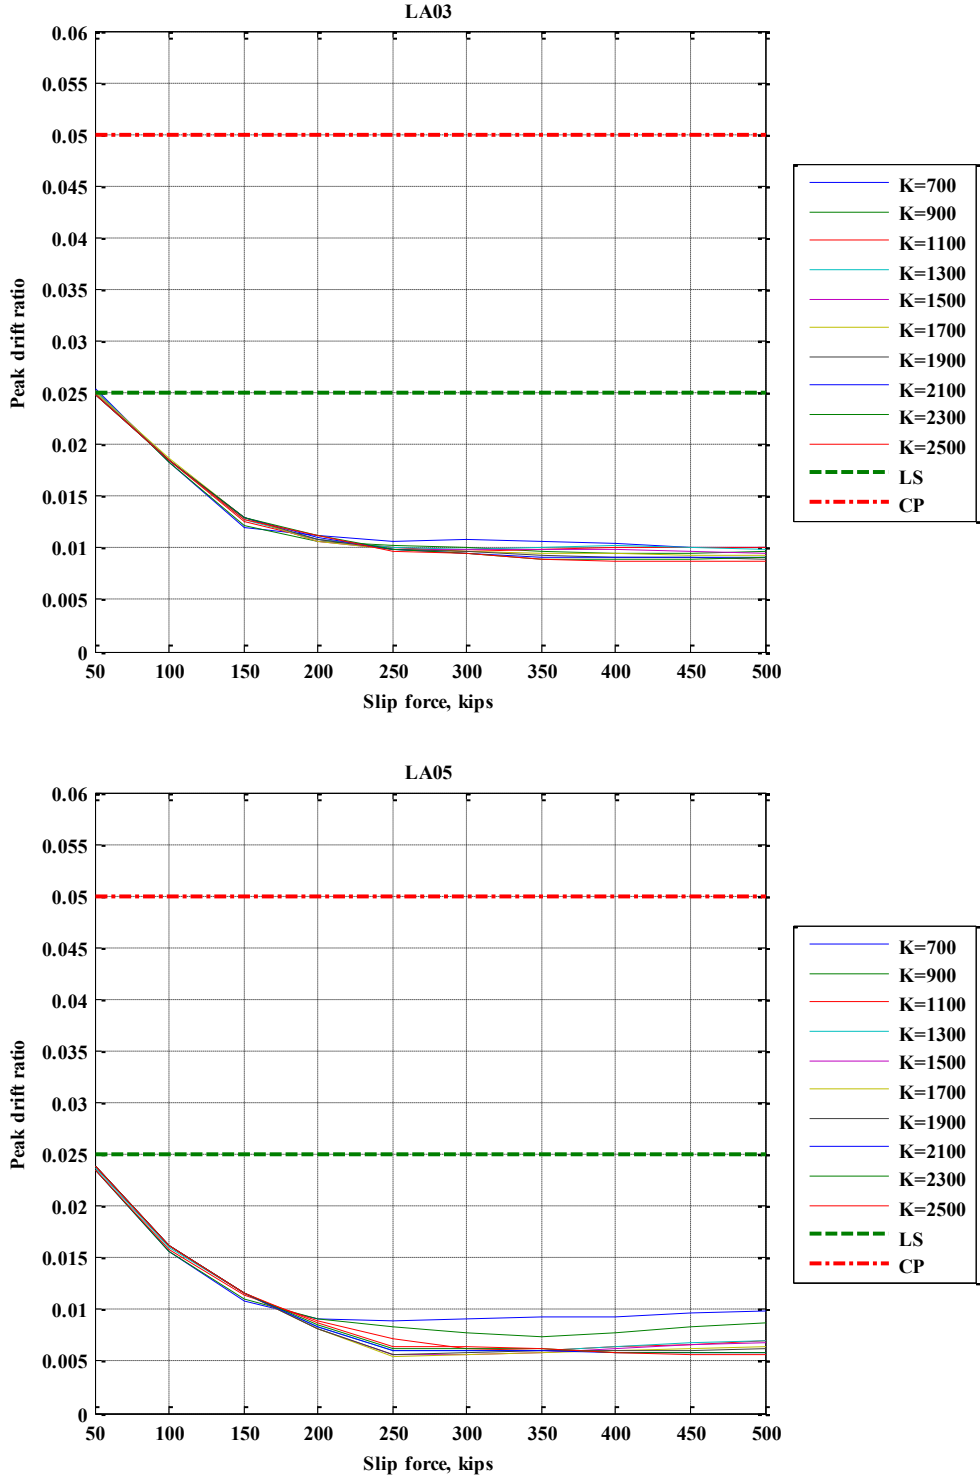 LA03
0.06
0.055
0.05
0.045
0.04
0.035
0.03
0.025
0.02
0.015
0.01
0.005
0
Peak drift ratio
50 100 150 200 250 300 350 400 450 500
Slip force, kips
K=700
K=900
K=1100
K=1300
K=1500
K=1700
K=1900
K=2100
K=2300
K=2500
LS
CP
LA05
0.06
0.055
0.05
0.045
0.04
0.035
0.03
0.025
0.02
0.015
0.01
0.005
0
Peak drift ratio
50 100 150 200 250 300 350 400 450 500
Slip force, kips
K=700
K=900
K=1100
K=1300
K=1500
K=1700
K=1900
K=2100
K=2300
K=2500
LS
CP